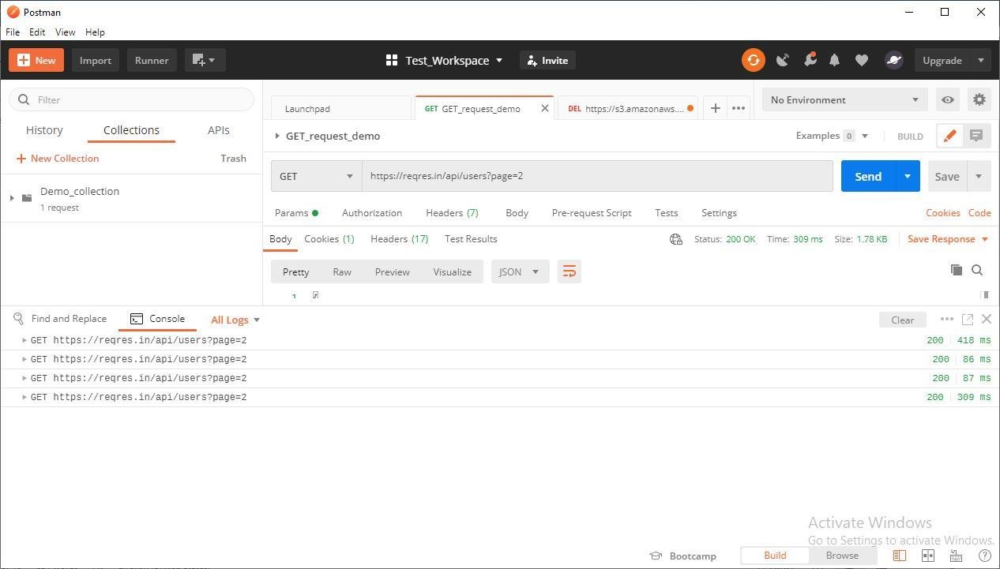 Postman
File Edit View Help
New Import Runner Test_Workspace Invite Upgrade
Filter
History Collections APIs
New Collection Trash
Demo_collection
1 request
Launchpad GET GET_request_demo DEL https://s3.amazonaws.... No Environment
GET_request_demo Examples 0 BUILD
GET https://reqres.in/api/users?page=2 Send Save
Params Authorization Headers (7) Body Pre-request Script Tests Settings Cookies Code
Body Cookies (1) Headers (17) Test Results Status: 200 OK Time: 309 ms Size: 1.78 KB Save Response
Pretty Raw Preview Visualize JSON
1
Find and Replace Console All Logs Clear
GET https://reqres.in/api/users?page=2 200 418 ms
GET https://reqres.in/api/users?page=2 200 86 ms
GET https://reqres.in/api/users?page=2 200 87 ms
GET https://reqres.in/api/users?page=2 200 309 ms
Activate Windows
Go to Settings to activate Windows.
Bootcamp Build Browse